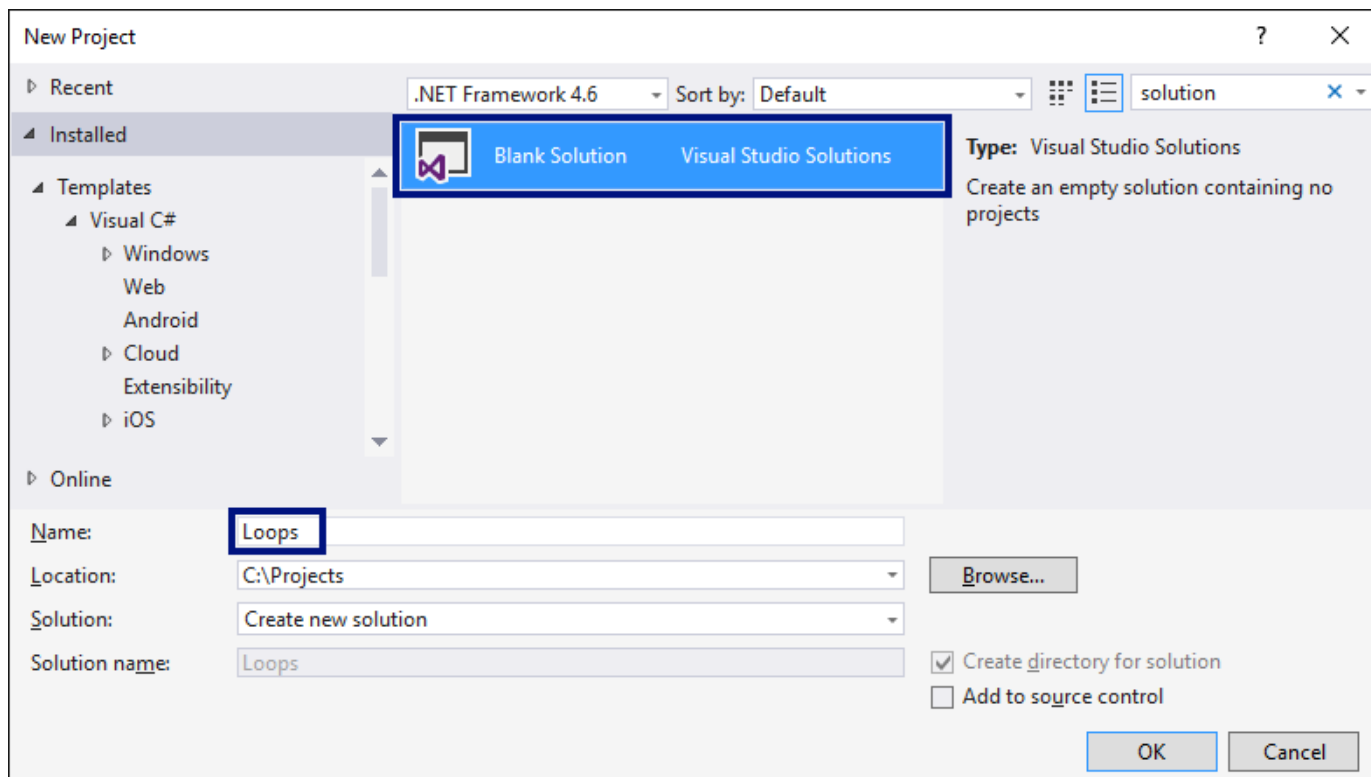 New Project
?
Recent
.NET Framework 4.6
Sort by:
Default
solution
Installed
Blank Solution
Visual Studio Solutions
Type: Visual Studio Solutions
Create an empty solution containing no
projects
Templates
Visual C#
Windows
Web
Android
Cloud
Extensibility
iOS
Online
Name:
Loops
Location:
C:\Projects
Browse...
Solution:
Create new solution
Solution name:
Loops
Create directory for solution
Add to source control
OK
Cancel